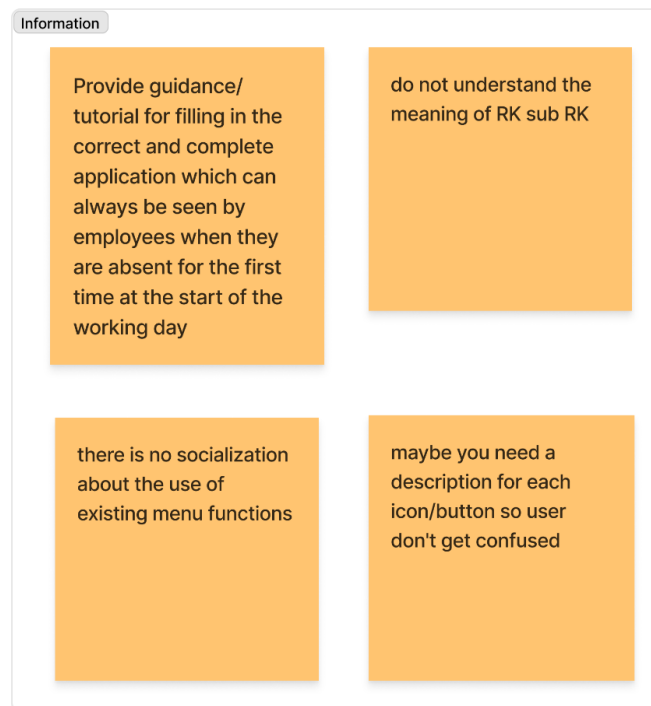 Information
Provide guidance/
tutorial for filling in the
correct and complete
application which can
always be seen by
employees when they
are absent for the first
time at the start of the
working day
do not understand the
meaning of RK sub RK
there is no socialization
about the use of
existing menu functions
maybe you need a
description for each
icon/button so user
don't get confused